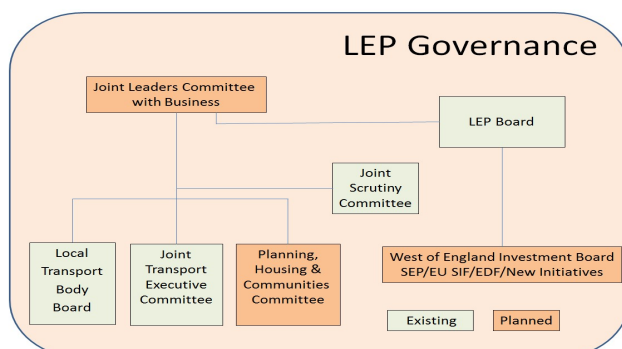 LEP Governance
Joint Leaders Committee
with Business
LEP Board
Joint
Scrutiny
Committee
Local
Transport
Body
Board
Joint
Transport
Executive
Committee
Planning,
Housing &
Communities
Committee
West of England Investment Board
SEP/EU SIF/EDF/New Initiatives
Existing
Planned